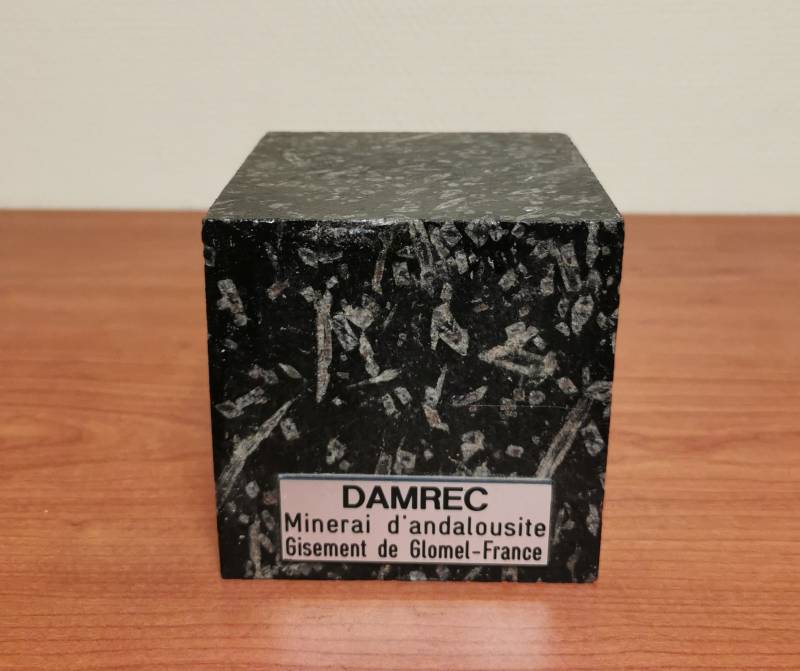 DAMREC
Minerai d'andalousite
Gisement de Glomel-France